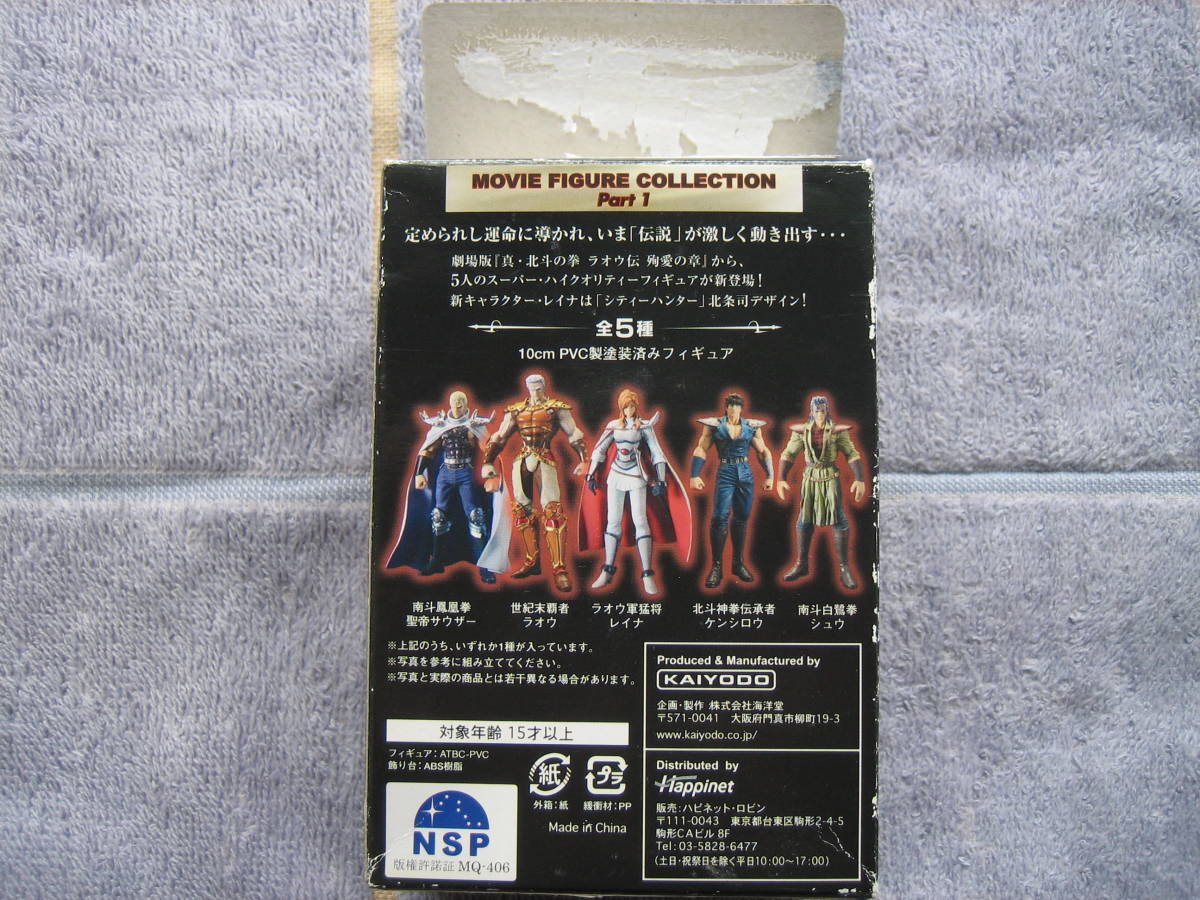 MOVIE FIGURE COLLECTION
Part 1
定められし運命に導かれ、いま「伝説」が激しく動き出す・・・
劇場版『真・北斗の拳 ラオウ伝 殉愛の章』から、
5人のスーパー・ハイクオリティーフィギュアが新登場!
新キャラクター・レイナは「シティーハンター」北条司デザイン!
全5種
10cm PVC製塗装済みフィギュア
南斗鳳凰拳
聖帝サウザー
世紀末覇者
ラオウ
ラオウ軍猛将
レイナ
北斗神拳伝承者
ケンシロウ
南斗白鷺拳
シュウ
※上記のうち、いずれか1種が入っています。
※写真を参考に組み立ててください。
※写真と実際の商品とは若干異なる場合があります。
対象年齢 15才以上
フィギュア:ATBC-PVC
飾り台:ABS樹脂
紙
プラ
外箱:紙
緩衝材:PP
Made in China
NSP
版権許諾証 MQ-406
Produced & Manufactured by
KAIYODO
企画・製作 株式会社海洋堂
〒571-0041 大阪府門真市柳町19-3
www.kaiyodo.co.jp/
Distributed by
Happinet
販売:ハピネット・ロビン
〒111-0043 東京都台東区駒形2-4-5
駒形CAビル 8F
Tel:03-5828-6477
(土日・祝祭日を除く平日10:00〜17:00)